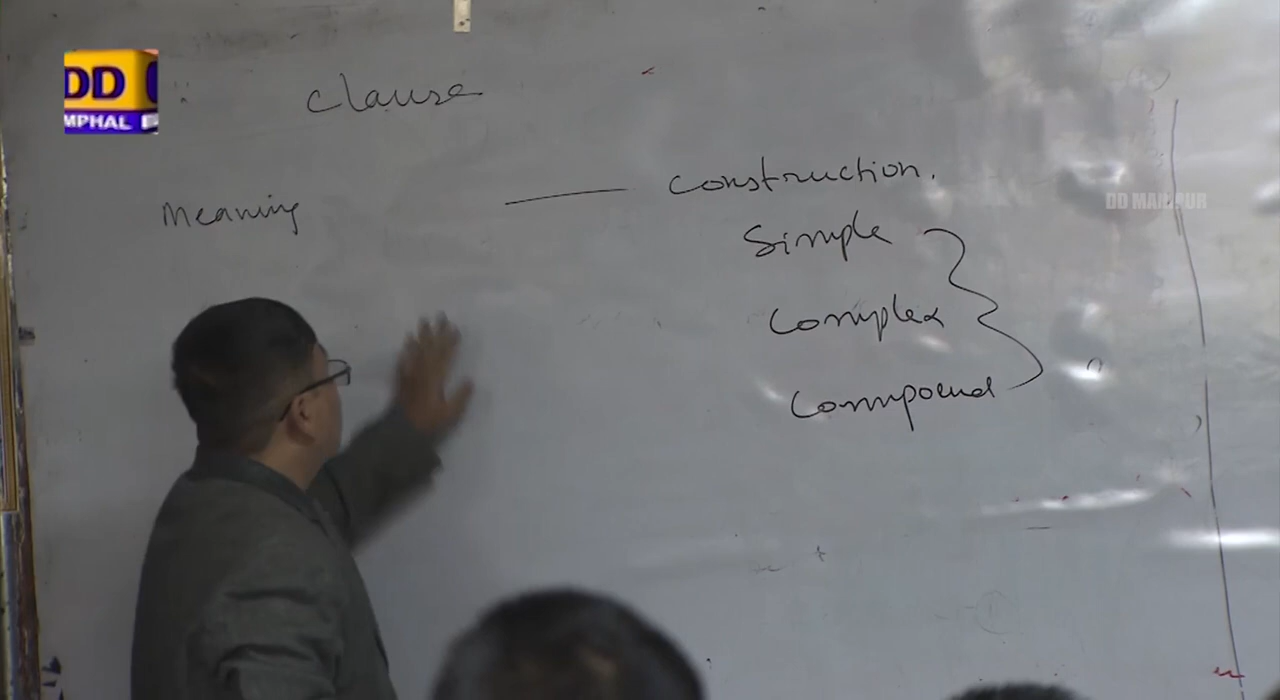 DD
MPHAL
Clause
Meaning — Construction.
DD MANIPUR
Simple
Complex
Compound